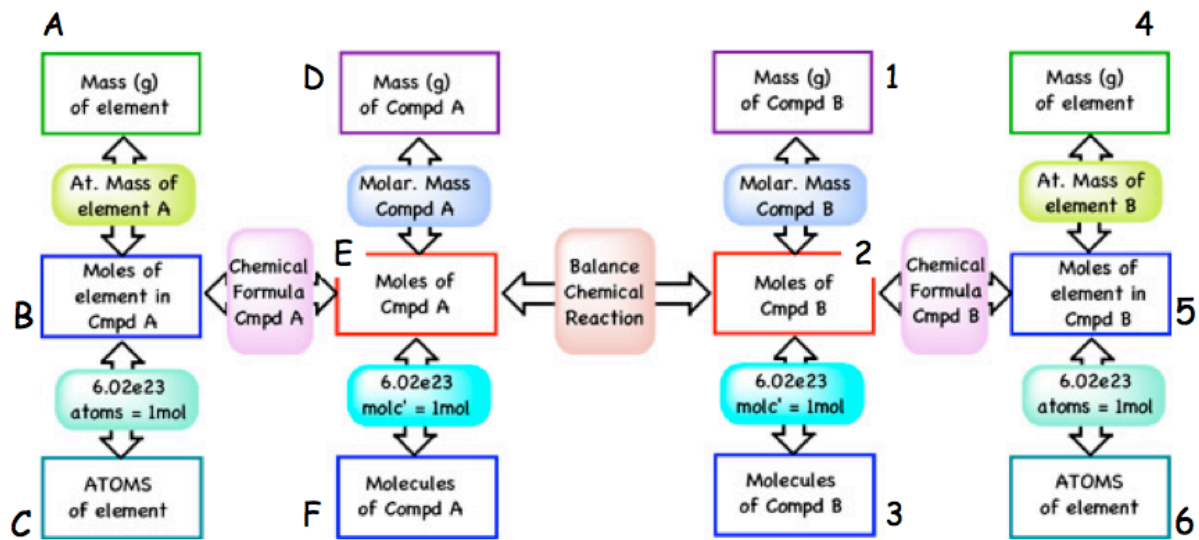 A
4
Mass (g)
of element
D
Mass (g)
of Compd A
Mass (g)
of Compd B
1
Mass (g)
of element
At. Mass of
element A
Molar. Mass
Compd A
Molar. Mass
Compd B
At. Mass of
element B
B
Moles of
element in
Cmpd A
Chemical
Formula
Cmpd A
E
Moles of
Cmpd A
Balance
Chemical
Reaction
2
Moles of
Cmpd B
Chemical
Formula
Cmpd B
Moles of
element in
Cmpd B
5
6.02e23
atoms = 1mol
6.02e23
molc' = 1mol
6.02e23
molc' = 1mol
6.02e23
atoms = 1mol
C
ATOMS
of element
F
Molecules
of Compd A
Molecules
of Compd B
3
ATOMS
of element
6